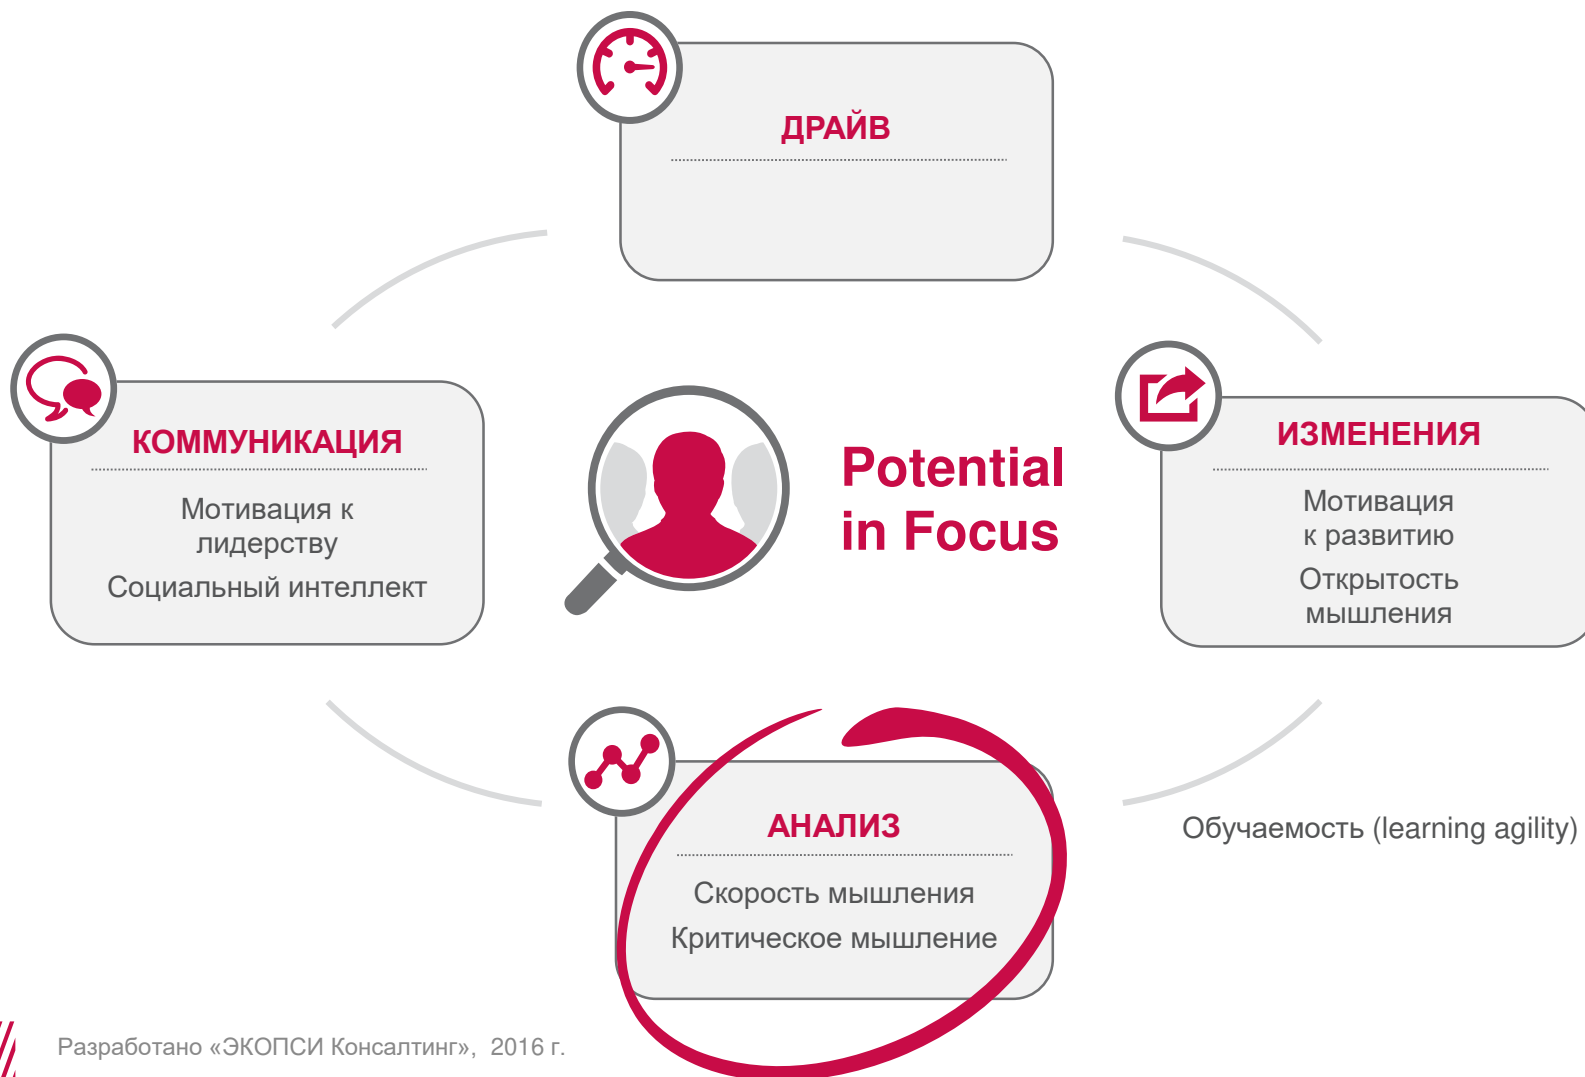 ДРАЙВ
КОММУНИКАЦИЯ
Мотивация к
лидерству
Социальный интеллект
Potential
in Focus
ИЗМЕНЕНИЯ
Мотивация
к развитию
Открытость
мышления
АНАЛИЗ
Скорость мышления
Критическое мышление
Обучаемость (learning agility)
Разработано «ЭКОПСИ Консалтинг», 2016 г.